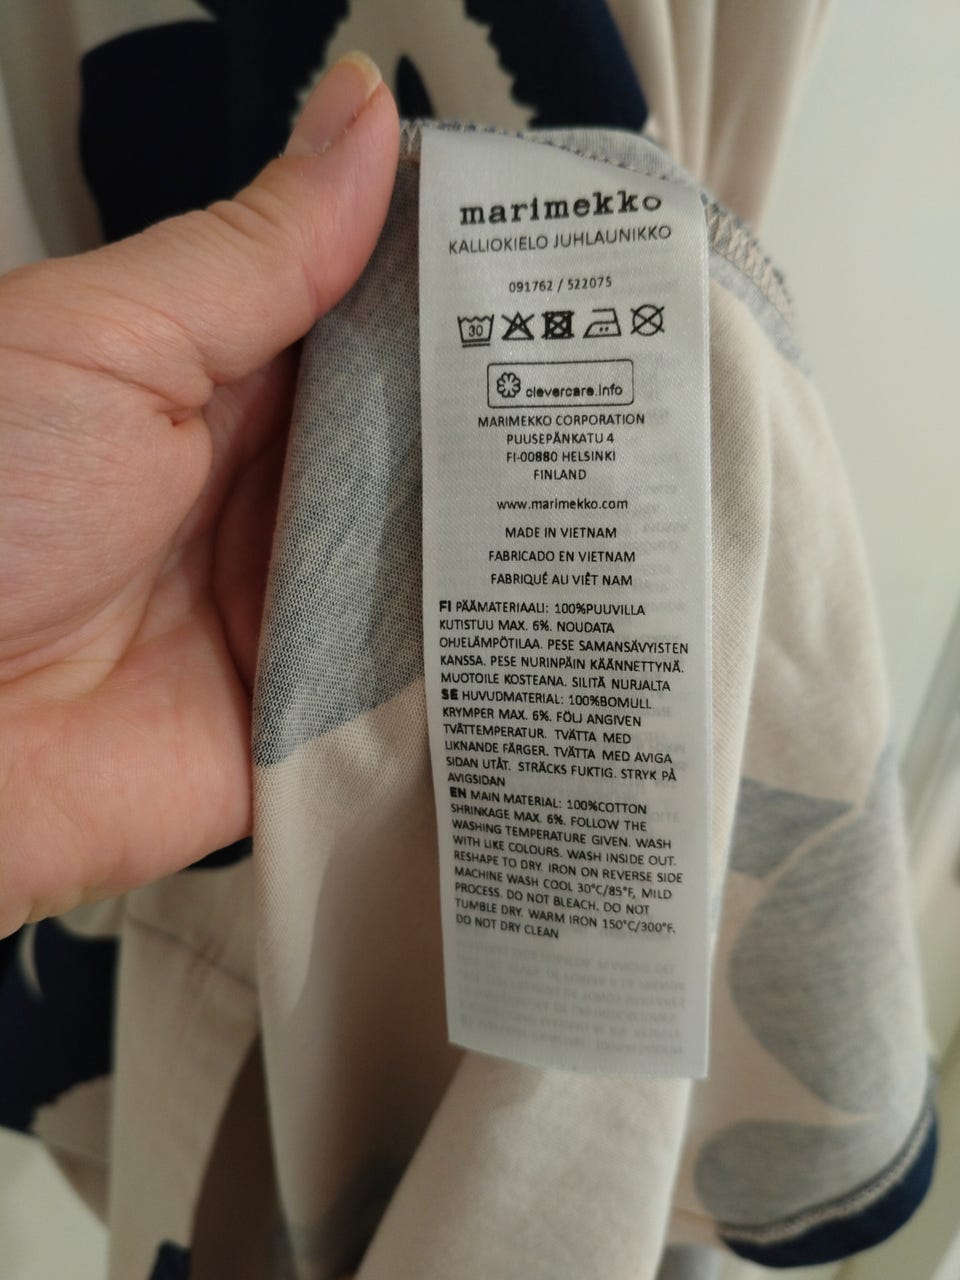 marimekko
KALLIOKIELO JUHLAUNIKKO
091762 / 522075
30
clevercare.info
MARIMEKKO CORPORATION
PUUSEPÄNKATU 4
FI-00880 HELSINKI
FINLAND
www.marimekko.com
MADE IN VIETNAM
FABRICADO EN VIETNAM
FABRIQUÉ AU VIÊT NAM
FI PÄÄMATERIAALI: 100%PUUVILLA
KUTISTUU MAX. 6%. NOUDATA
OHJELÄMPÖTILAA. PESE SAMANSÄVYISTEN
KANSSA. PESE NURINPÄIN KÄÄNNETTYNÄ.
MUOTOILE KOSTEANA. SILITÄ NURJALTA
SE HUVUDMATERIAL: 100%BOMULL
KRYMPER MAX. 6%. FÖLJ ANGIVEN
TVÄTTEMPERATUR. TVÄTTA MED
LIKNANDE FÄRGER. TVÄTTA MED AVIGA
SIDAN UTÅT. STRÄCKS FUKTIG. STRYK PÅ
AVIGSIDAN
EN MAIN MATERIAL: 100%COTTON
SHRINKAGE MAX. 6%. FOLLOW THE
WASHING TEMPERATURE GIVEN. WASH
WITH LIKE COLOURS. WASH INSIDE OUT.
RESHAPE TO DRY. IRON ON REVERSE SIDE
MACHINE WASH COOL 30°C/85°F, MILD
PROCESS. DO NOT BLEACH. DO NOT
TUMBLE DRY. WARM IRON 150°C/300°F.
DO NOT DRY CLEAN